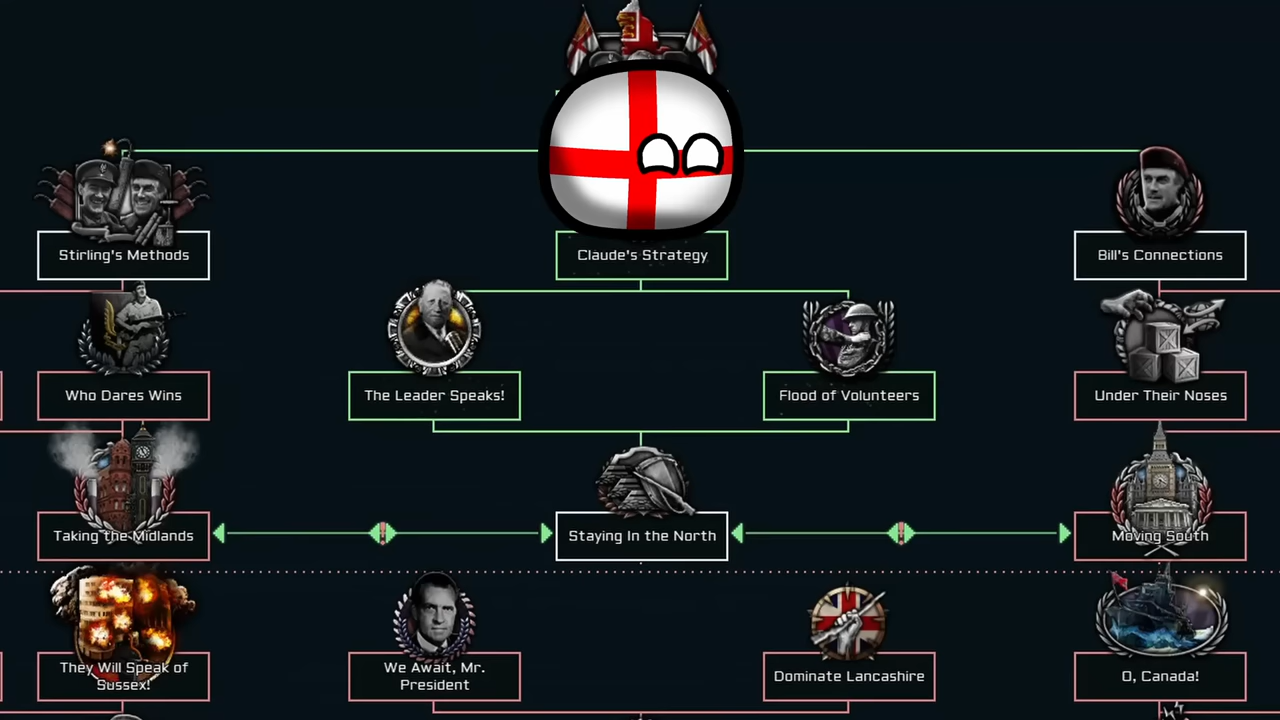 Stirling's Methods
Claude's Strategy
Bill's Connections
Who Dares Wins
The Leader Speaks!
Flood of Volunteers
Under Their Noses
Taking the Midlands
Staying In the North
Moving South
They Will Speak of
Sussex!
We Await, Mr.
President
Dominate Lancashire
O, Canada!